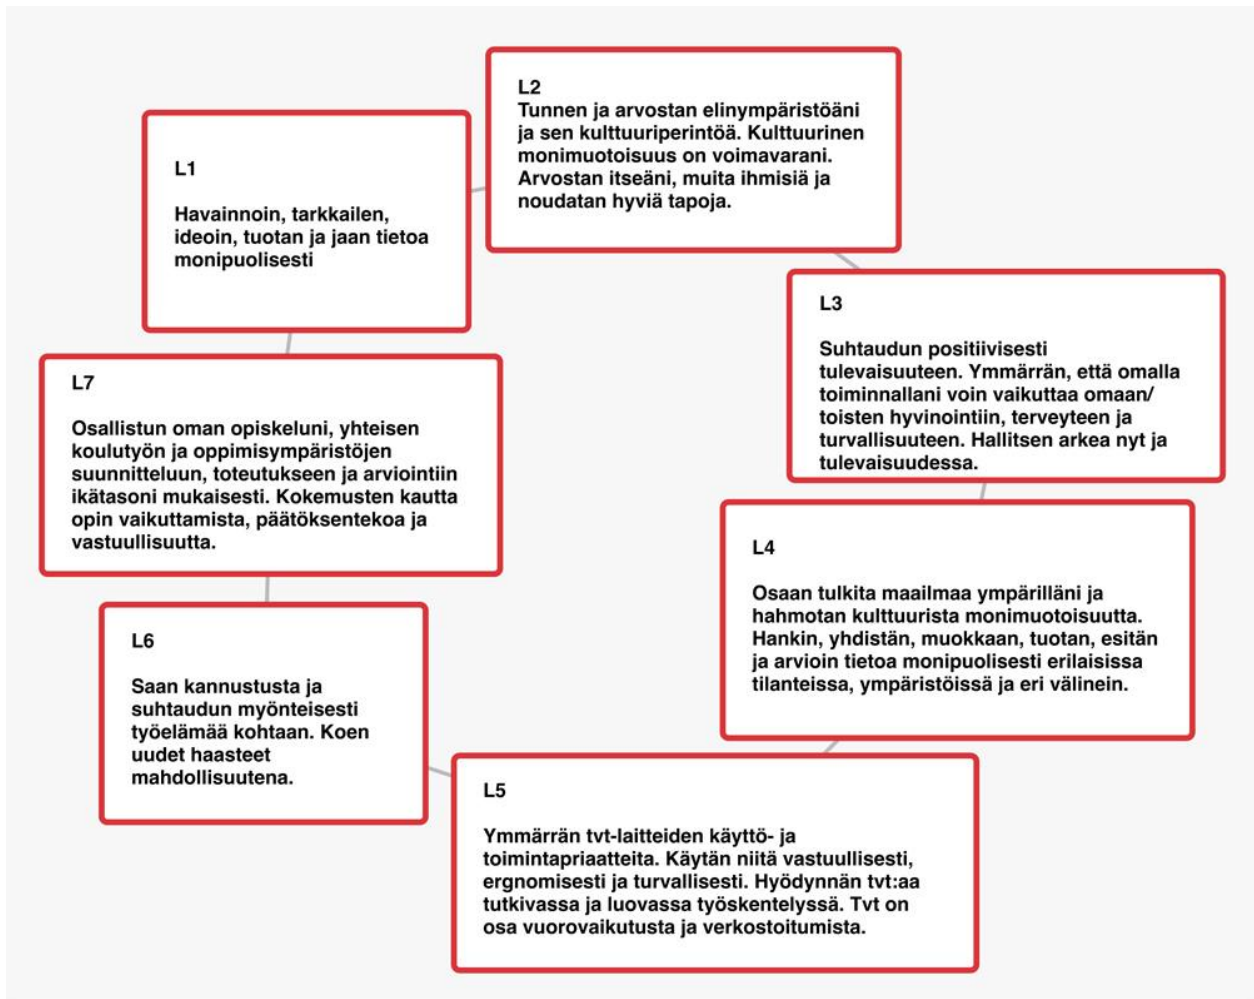 L1
Havainnoin, tarkkailen,
ideoin, tuotan ja jaan tietoa
monipuolisesti
L2
Tunnen ja arvostan elinympäristöäni
ja sen kulttuuriperintöä. Kulttuurinen
monimuotoisuus on voimavarani.
Arvostan itseäni, muita ihmisiä ja
noudatan hyviä tapoja.
L3
Suhtaudun positiivisesti
tulevaisuuteen. Ymmärrän, että omalla
toiminnallani voin vaikuttaa omaan/
toisten hyvinointiin, terveyteen ja
turvallisuuteen. Hallitsen arkea nyt ja
tulevaisuudessa.
L4
Osaan tulkita maailmaa ympärilläni ja
hahmotan kulttuurista monimuotoisuutta.
Hankin, yhdistän, muokkaan, tuotan, esitän
ja arvioin tietoa monipuolisesti erilaisissa
tilanteissa, ympäristöissä ja eri välinein.
L5
Ymmärrän tvt-laitteiden käyttö- ja
toimintapriaatteita. Käytän niitä vastuullisesti,
ergnomisesti ja turvallisesti. Hyödynnän tvt:aa
tutkivassa ja luovassa työskentelyssä. Tvt on
osa vuorovaikutusta ja verkostoitumista.
L6
Saan kannustusta ja
suhtaudun myönteisesti
työelämää kohtaan. Koen
uudet haasteet
mahdollisuutena.
L7
Osallistun oman opiskeluni, yhteisen
koulutyön ja oppimisympäristöjen
suunnitteluun, toteutukseen ja arviointiin
ikätasoni mukaisesti. Kokemusten kautta
opin vaikuttamista, päätöksentekoa ja
vastuullisuutta.